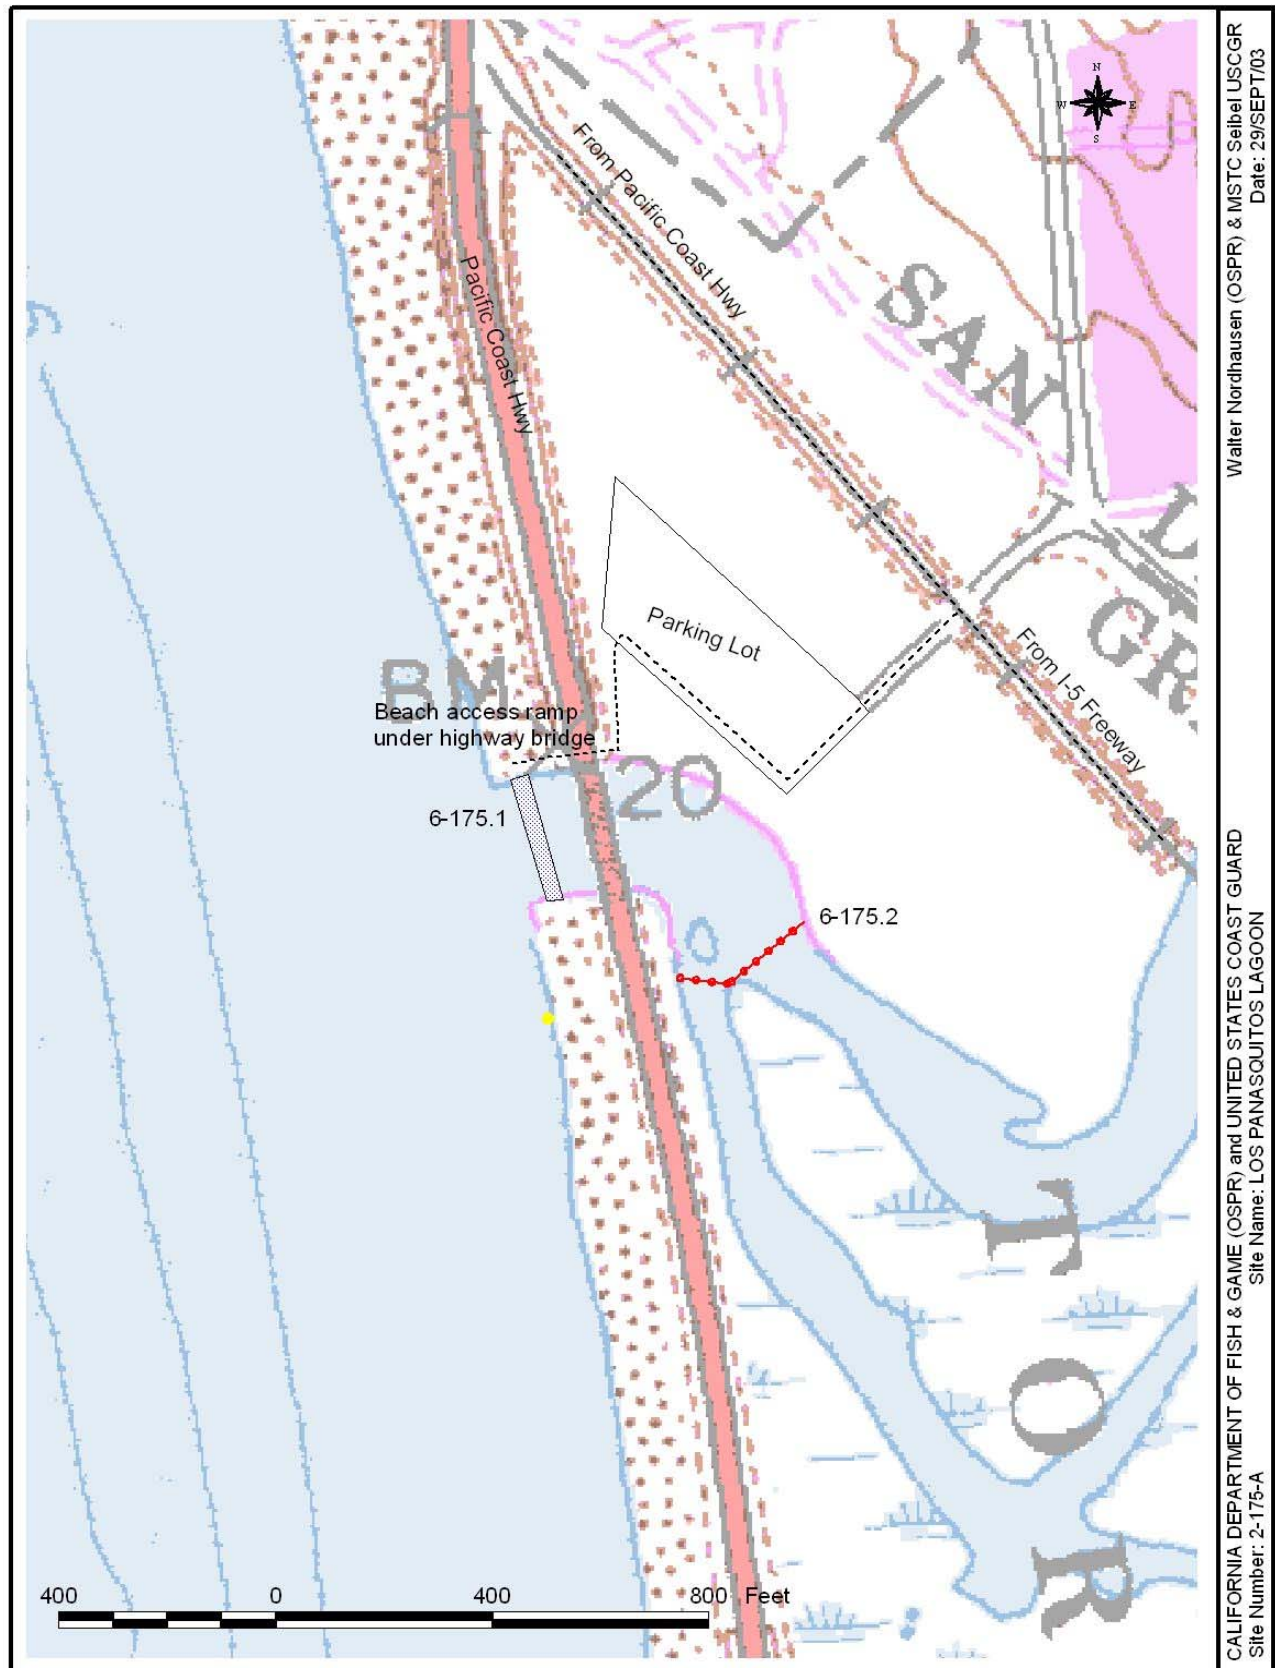 N
W E
S
From Pacific Coast Hwy
Pacific Coast Hwy
SAN
Parking Lot
GR
From I-5 Freeway
BM
Beach access ramp
under highway bridge
20
6-175.1
6-175.2
T
O
R
400 0 400 800 Feet
CALIFORNIA DEPARTMENT OF FISH & GAME (OSPR) and UNITED STATES COAST GUARD
Walter Nordhausen (OSPR) & MSTC Seibel USCGR
Site Number: 2-175-A
Site Name: LOS PANASQUITOS LAGOON
Date: 29/SEPT/03